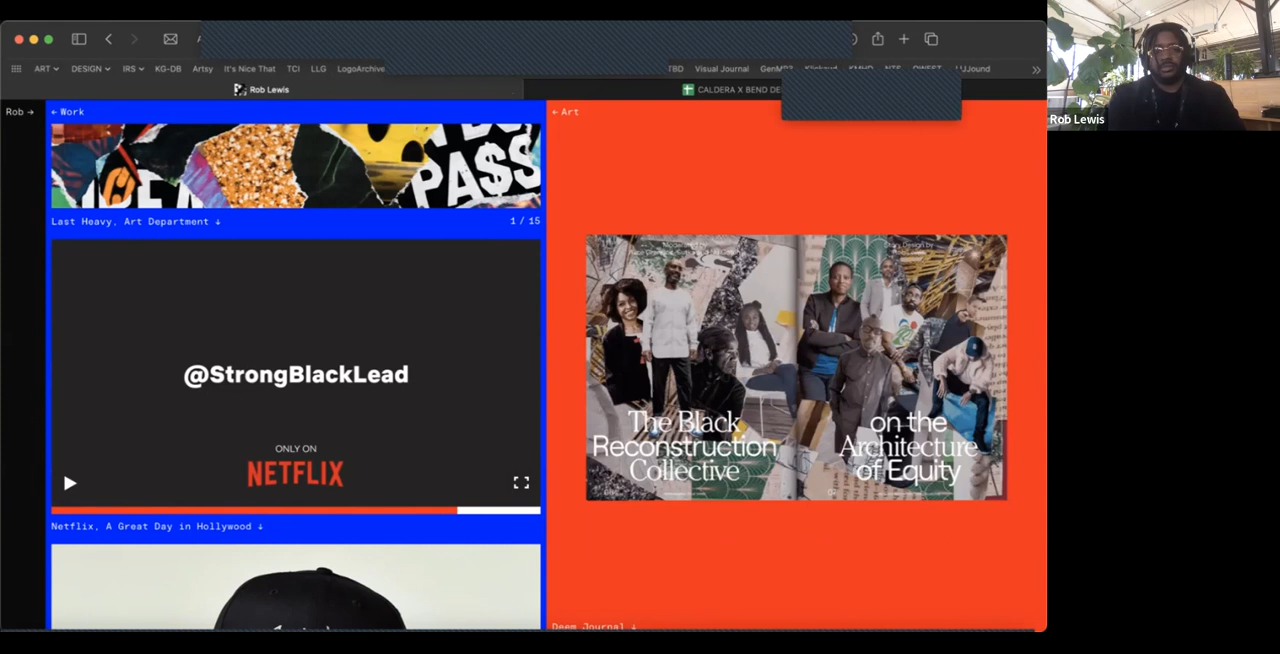 ART
DESIGN
IRS
KG-DB
Artsy
It's Nice That
TCI
LLG
LogoArchive
TBD
Visual Journal
Rob Lewis
CALDERA X BEND DE
Rob →
← Work
← Art
PA$$
Last Heavy, Art Department ↓
1 / 15
@StrongBlackLead
ONLY ON
NETFLIX
Netflix, A Great Day in Hollywood ↓
The Black
Reconstruction
Collective
on the
Architecture
of Equity
Deem Journal ↓
Rob Lewis